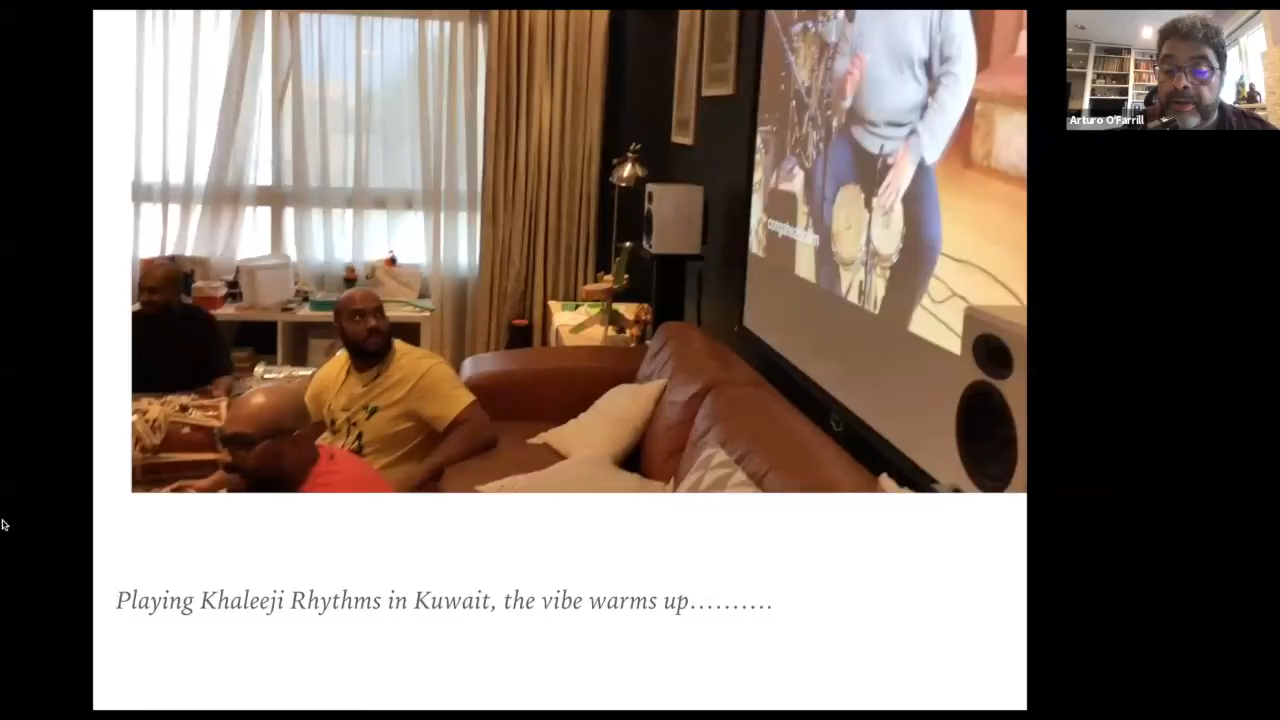 Arturo O'Farrill
Playing Khaleeji Rhythms in Kuwait, the vibe warms up..........